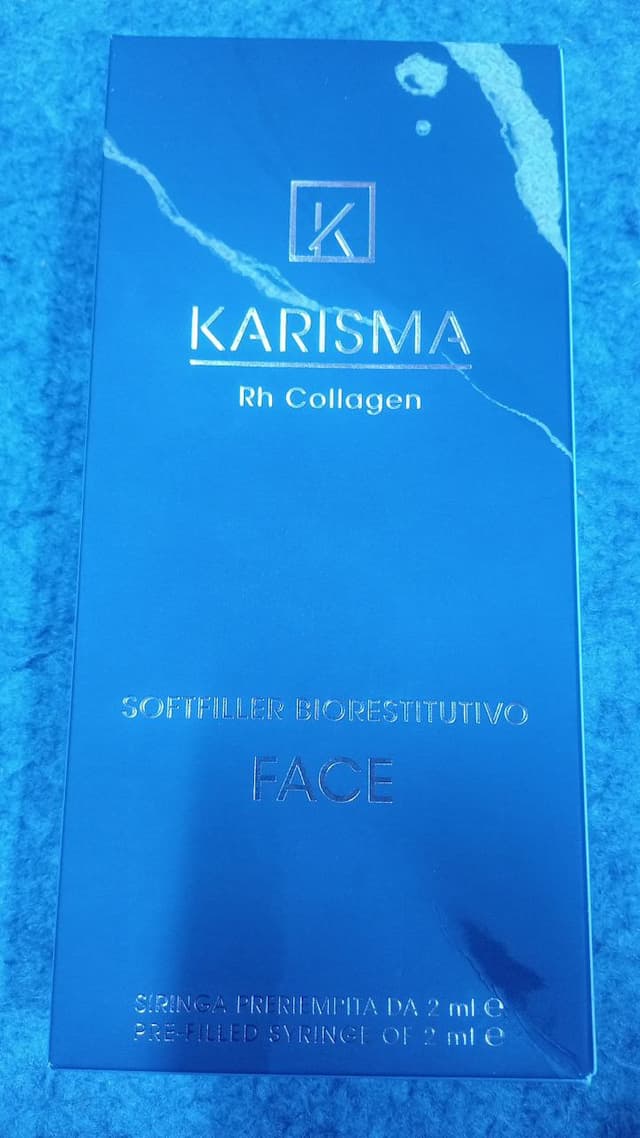 K
KARISMA
Rh Collagen
SOFTFILLER BIORESTITUTIVO
FACE
SIRINGA PRERIEMPITA DA 2 ml ℮
PRE-FILLED SYRINGE OF 2 ml ℮